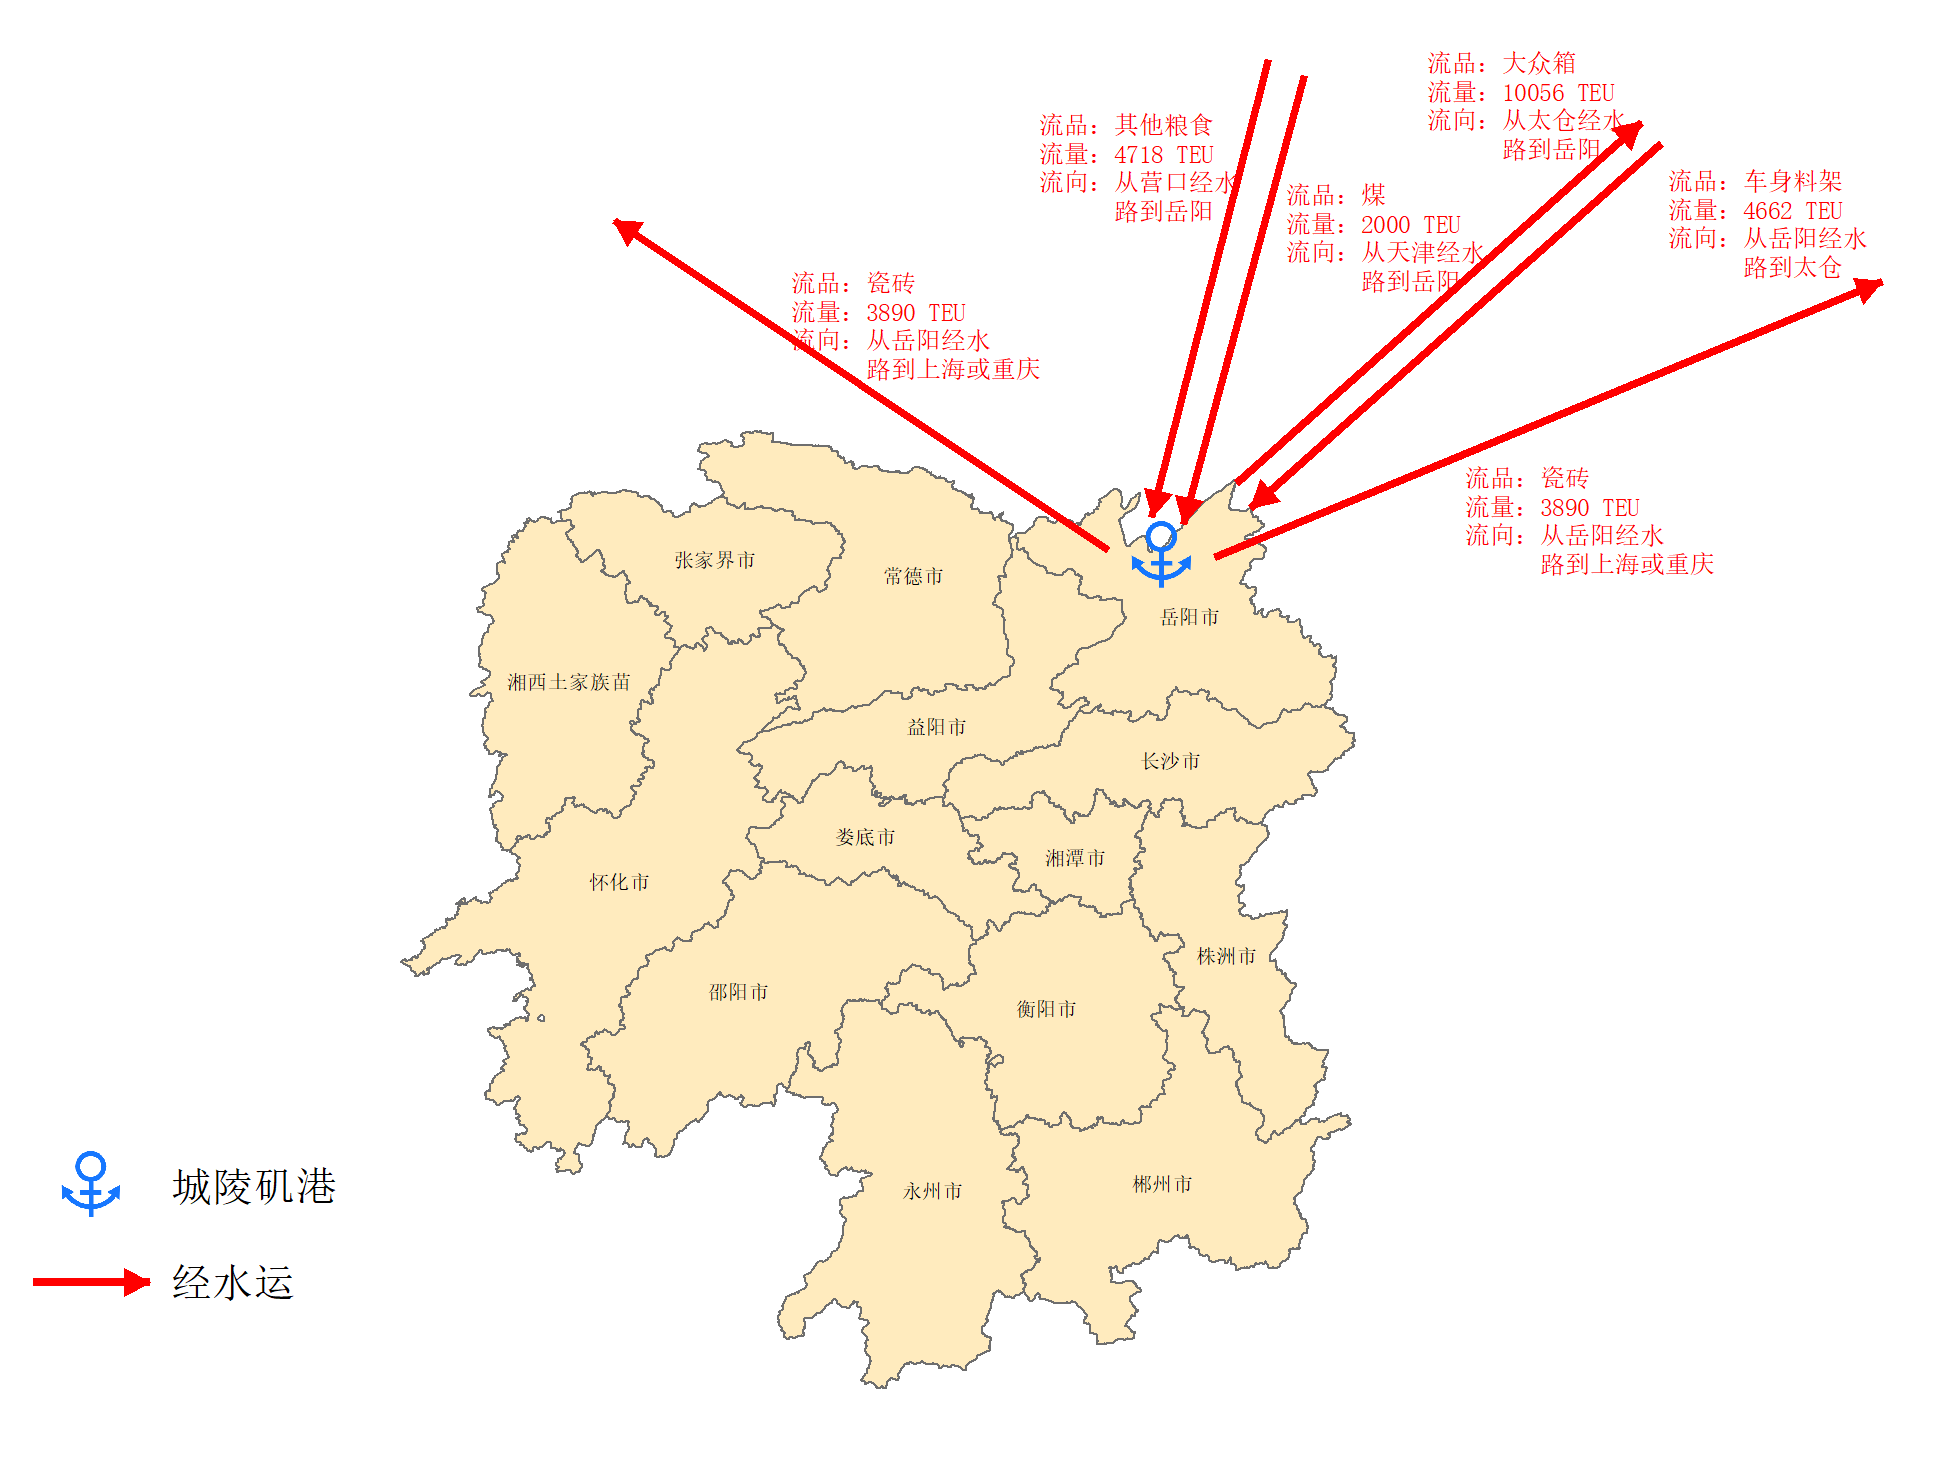 流品：大众箱
流量：10056 TEU
流向：从太仓经水
路到岳阳
流品：其他粮食
流量：4718 TEU
流向：从营口经水
路到岳阳
流品：煤
流量：2000 TEU
流向：从天津经水
路到岳阳
流品：车身料架
流量：4662 TEU
流向：从岳阳经水
路到太仓
流品：瓷砖
流量：3890 TEU
流向：从岳阳经水
路到上海或重庆
流品：瓷砖
流量：3890 TEU
流向：从岳阳经水
路到上海或重庆
张家界市
常德市
岳阳市
湘西土家族苗
益阳市
长沙市
娄底市
湘潭市
怀化市
株洲市
邵阳市
衡阳市
永州市
郴州市
城陵矶港
经水运